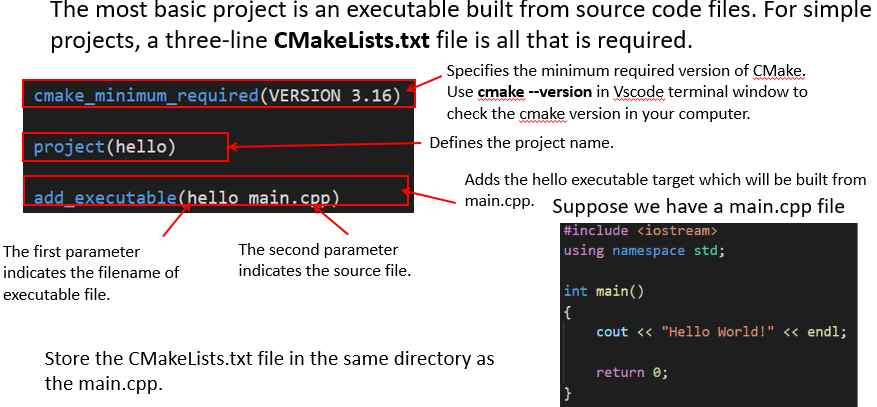 The most basic project is an executable built from source code files. For simple
projects, a three-line CMakeLists.txt file is all that is required.
cmake_minimum_required(VERSION 3.16)
project(hello)
add_executable(hello main.cpp)
Specifies the minimum required version of CMake.
Use cmake --version in Vscode terminal window to
check the cmake version in your computer.
Defines the project name.
Adds the hello executable target which will be built from
main.cpp.
The first parameter
indicates the filename of
executable file.
The second parameter
indicates the source file.
Suppose we have a main.cpp file
#include <iostream>
using namespace std;
int main()
{
cout << "Hello World!" << endl;
return 0;
}
Store the CMakeLists.txt file in the same directory as
the main.cpp.